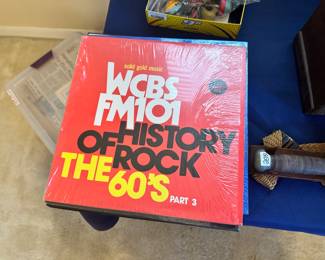 solid gold music
WCBS
FM101
HISTORY
OF ROCK
THE 60'S
PART 3